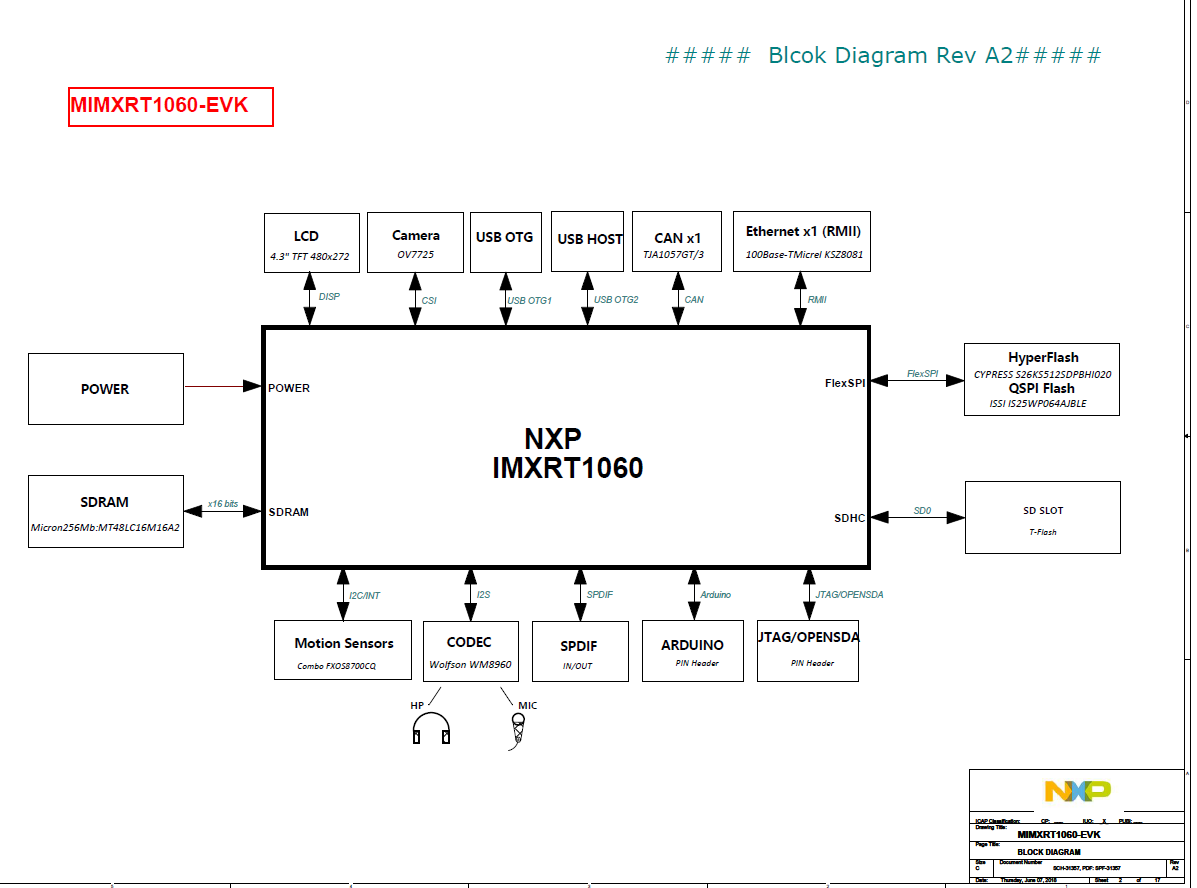 ##### Blcok Diagram Rev A2#####
MIMXRT1060-EVK
LCD
4.3" TFT 480x272
Camera
OV7725
USB OTG
USB HOST
CAN x1
TJA1057GT/3
Ethernet x1 (RMII)
100Base-TMicrel KSZ8081
DISP
CSI
USB OTG1
USB OTG2
CAN
RMII
POWER
POWER
SDRAM
Micron256Mb:MT48LC16M16A2
x16 bits
SDRAM
NXP
IMXRT1060
FlexSPI
FlexSPI
HyperFlash
CYPRESS S26KS512SDPBHI020
QSPI Flash
ISSI IS25WP064AJBLE
SDHC
SD0
SD SLOT
T-Flash
I2C/INT
I2S
SPDIF
Arduino
JTAG/OPENSDA
Motion Sensors
Combo FXOS8700CQ
CODEC
Wolfson WM8960
SPDIF
IN/OUT
ARDUINO
PIN Header
JTAG/OPENSDA
PIN Header
HP
MIC
NXP
ICAP Classification: CP: ___ IUO: _X_ PUBI: ___
Drawing Title:
MIMXRT1060-EVK
Page Title:
BLOCK DIAGRAM
Size
C
Document Number
SCH-31357, PDF: SPF-31357
Rev
A2
Date: Thursday, June 07, 2018
Sheet 2 of 17